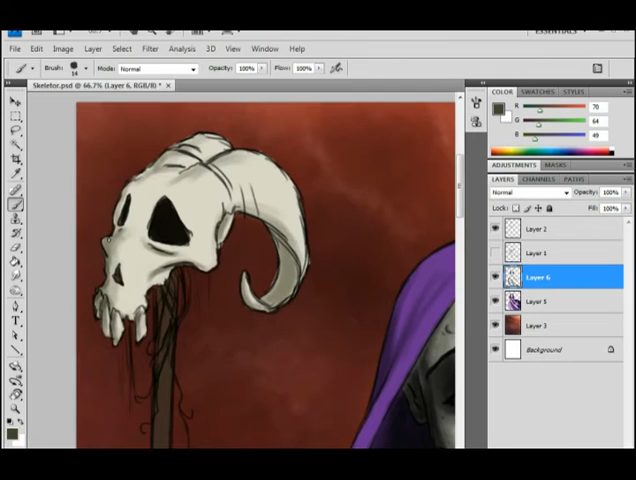 ESSENTIALS
File Edit Image Layer Select Filter Analysis 3D View Window Help
Brush: 14 Mode: Normal Opacity: 100% Flow: 100%
Skeletor.psd @ 66.7% (Layer 6, RGB/8) *
COLOR SWATCHES STYLES
R 70
G 64
B 49
ADJUSTMENTS MASKS
LAYERS CHANNELS PATHS
Normal Opacity: 100%
Lock: Fill: 100%
Layer 2
Layer 1
Layer 6
Layer 5
Layer 3
Background